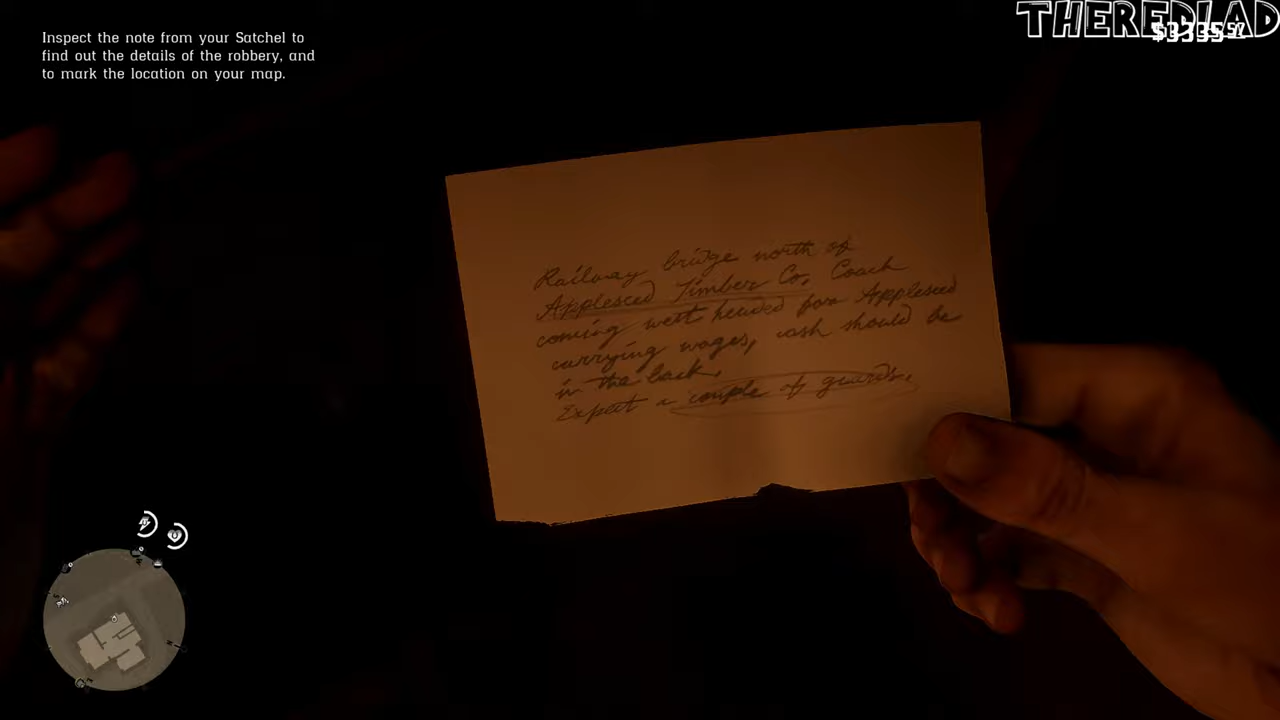 Inspect the note from your Satchel to
find out the details of the robbery, and
to mark the location on your map.
THEREDLAD
Railway bridge north of
Appleseed Timber Co, Coach
coming west headed for Appleseed
carrying wages, cash should be
in the back,
Expect a couple of guards.